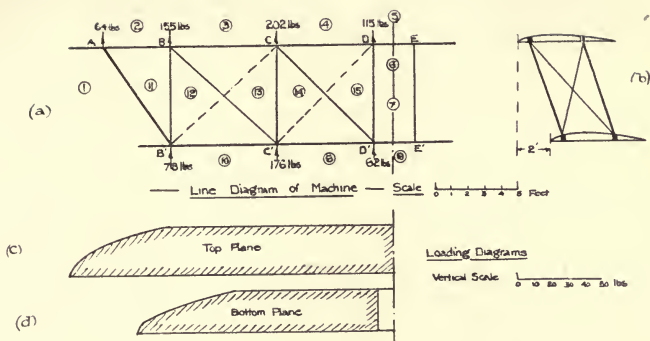 64 lbs ② 155 lbs ③ 202 lbs ④ 115 lbs ⑤
A B C D E
① ⑪ ⑫ ⑬ ⑭ ⑮ ⑥
⑦
(a)
B' ⑩ C' D' E'
78 lbs 176 lbs 62 lbs
(b)
2'
Line Diagram of Machine — Scale 0 1 2 3 4 5 Feet
(c)
Top Plane
Loading Diagrams
Vertical Scale 0 10 20 30 40 50 lbs
(d)
Bottom Plane